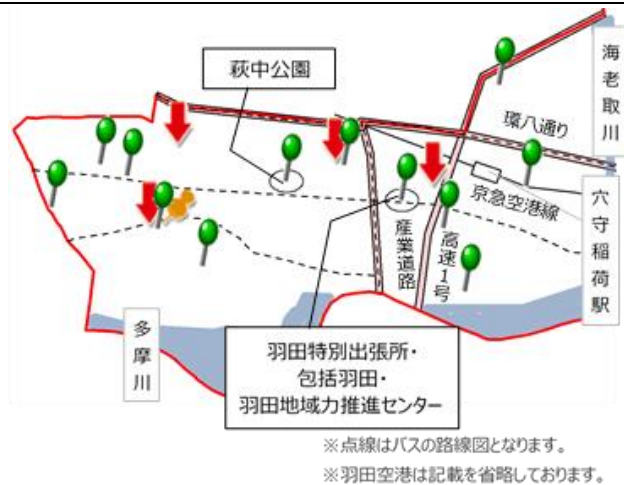 萩中公園
海老取川
環八通り
京急空港線
穴守稲荷駅
産業道路
高速1号
多摩川
羽田特別出張所・
包括羽田・
羽田地域力推進センター
※点線はバスの路線図となります。
※羽田空港は記載を省略しております。